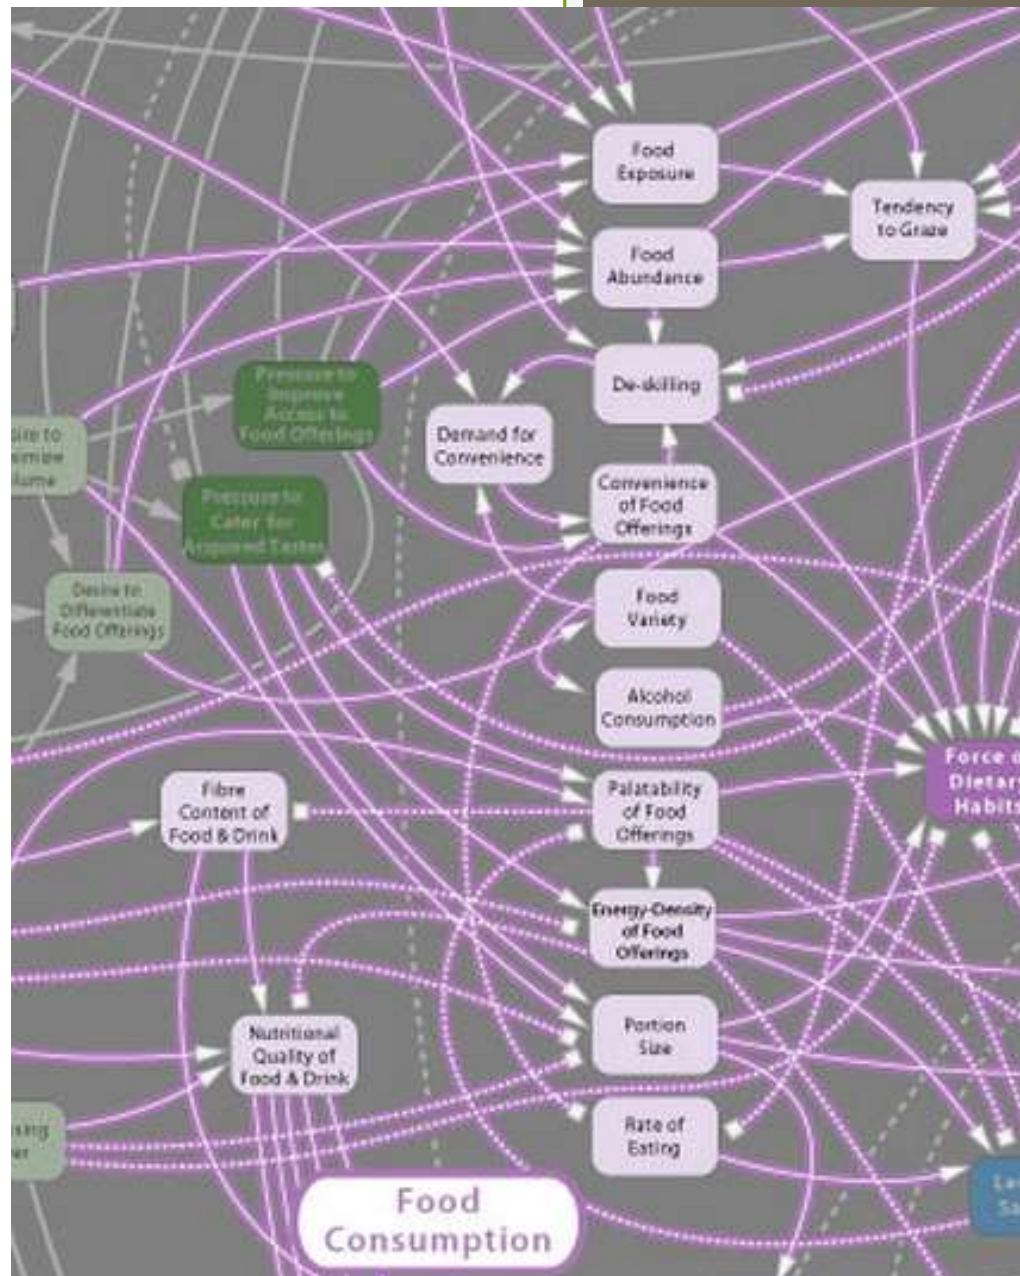 Food
Exposure
Tendency
to Graze
Food
Abundance
De-skilling
Pressure to
Improve
Access to
Food Offerings
Demand for
Convenience
Convenience
of Food
Offerings
Pressure to
Cater for
Acquired Tastes
Desire to
Differentiate
Food Offerings
Food
Variety
Alcohol
Consumption
Force
Dietary
Habits
Fibre
Content of
Food & Drink
Palatability
of Food
Offerings
Energy-Density
of Food
Offerings
Nutritional
Quality of
Food & Drink
Portion
Size
Rate of
Eating
Food
Consumption